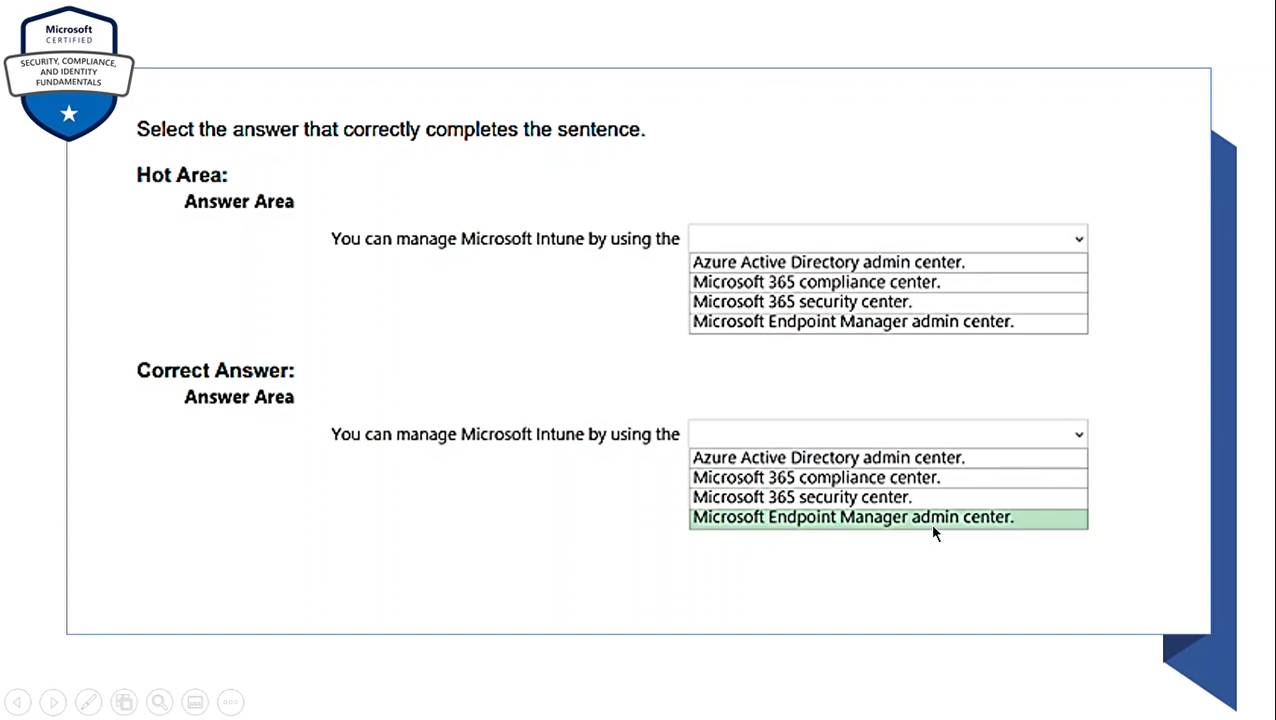 Microsoft
CERTIFIED
SECURITY, COMPLIANCE,
AND IDENTITY
FUNDAMENTALS
Select the answer that correctly completes the sentence.
Hot Area:
Answer Area
You can manage Microsoft Intune by using the
Azure Active Directory admin center.
Microsoft 365 compliance center.
Microsoft 365 security center.
Microsoft Endpoint Manager admin center.
Correct Answer:
Answer Area
You can manage Microsoft Intune by using the
Azure Active Directory admin center.
Microsoft 365 compliance center.
Microsoft 365 security center.
Microsoft Endpoint Manager admin center.